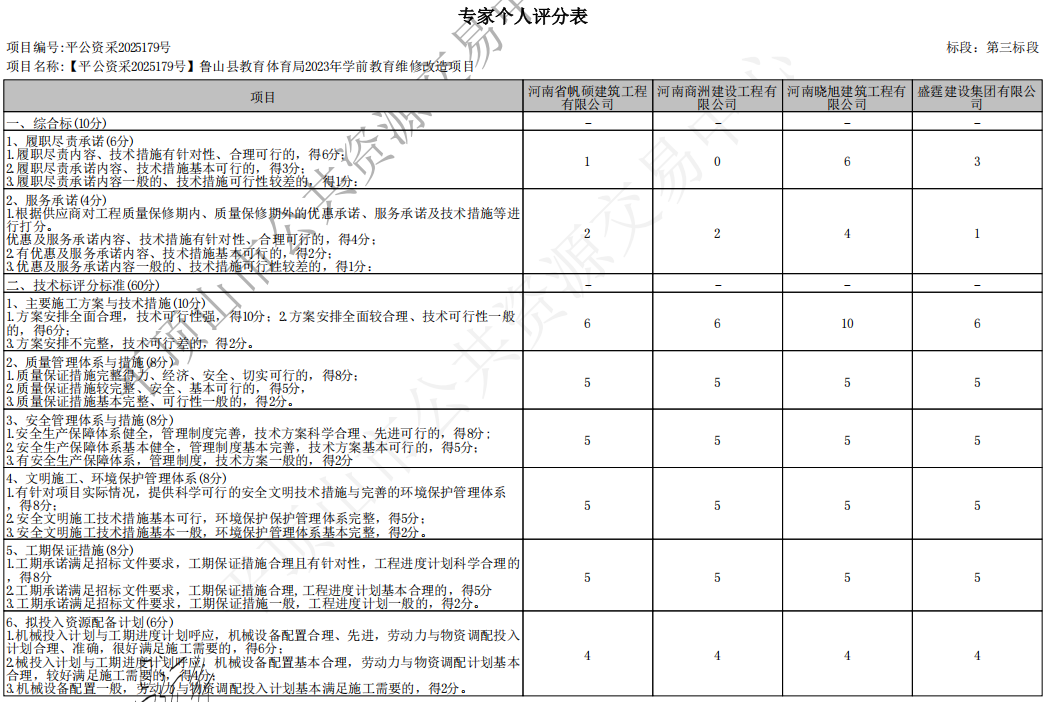 专家个人评分表
项目编号:平公资采2025179号
标段：第三标段
项目名称:【平公资采2025179号】鲁山县教育体育局2023年学前教育维修改造项目
项目 河南省帆硕建筑工程有限公司 河南商洲建设工程有限公司 河南晓旭建筑工程有限公司 盛霆建设集团有限公司
一、综合标(10分) – – – –
1、履职尽责承诺(6分)
1.履职尽责内容、技术措施有针对性、合理可行的，得6分；
2.履职尽责承诺内容、技术措施基本可行的，得3分；
3.履职尽责承诺内容一般的、技术措施可行性较差的，得1分：
1 0 6 3
2、服务承诺(4分)
1.根据供应商对工程质量保修期内、质量保修期外的优惠承诺、服务承诺及技术措施等进
行打分。
优惠及服务承诺内容、技术措施有针对性、合理可行的，得4分；
2.有优惠及服务承诺内容、技术措施基本可行的，得2分；
3.优惠及服务承诺内容一般的、技术措施可行性较差的，得1分：
2 2 4 1
二、技术标评分标准(60分) – – – –
1、主要施工方案与技术措施(10分)
1.方案安排全面合理，技术可行性强，得10分；2.方案安排全面较合理、技术可行性一般
的，得6分；
3.方案安排不完整，技术可行差的，得2分。
6 6 10 6
2、质量管理体系与措施(8分)
1.质量保证措施完整得力、经济、安全、切实可行的，得8分；
2.质量保证措施较完整、安全、基本可行的，得5分，
3.质量保证措施基本完整、可行性一般的，得2分。
5 5 5 5
3、安全管理体系与措施(8分)
1.安全生产保障体系健全，管理制度完善，技术方案科学合理、先进可行的，得8分；
2.安全生产保障体系基本健全，管理制度基本完善，技术方案基本可行的，得5分；
3.有安全生产保障体系，管理制度，技术方案一般的，得2分
5 5 5 5
4、文明施工、环境保护管理体系(8分)
1.有针对项目实际情况，提供科学可行的安全文明技术措施与完善的环境保护管理体系
，得8分；
2.安全文明施工技术措施基本可行，环境保护保护管理体系完整，得5分；
3.安全文明施工技术措施基本一般，环境保护管理体系基本完整，得2分。
5 5 5 5
5、工期保证措施(8分)
1.工期承诺满足招标文件要求，工期保证措施合理且有针对性，工程进度计划科学合理的
，得8分
2.工期承诺满足招标文件要求，工期保证措施合理,工程进度计划基本合理的，得5分
3.工期承诺满足招标文件要求，工期保证措施一般，工程进度计划一般的，得2分。
5 5 5 5
6、拟投入资源配备计划(6分)
1.机械投入计划与工期进度计划呼应，机械设备配置合理、先进，劳动力与物资调配投入
计划合理、准确，很好满足施工需要的，得6分；
2.械投入计划与工期进度计划呼应，机械设备配置基本合理，劳动力与物资调配计划基本
合理，较好满足施工需要的，得4分；
3.机械设备配置一般，劳动力与物资调配投入计划基本满足施工需要的，得2分。
4 4 4 4
平顶山市公共资源交易中心
平顶山市公共资源交易中心